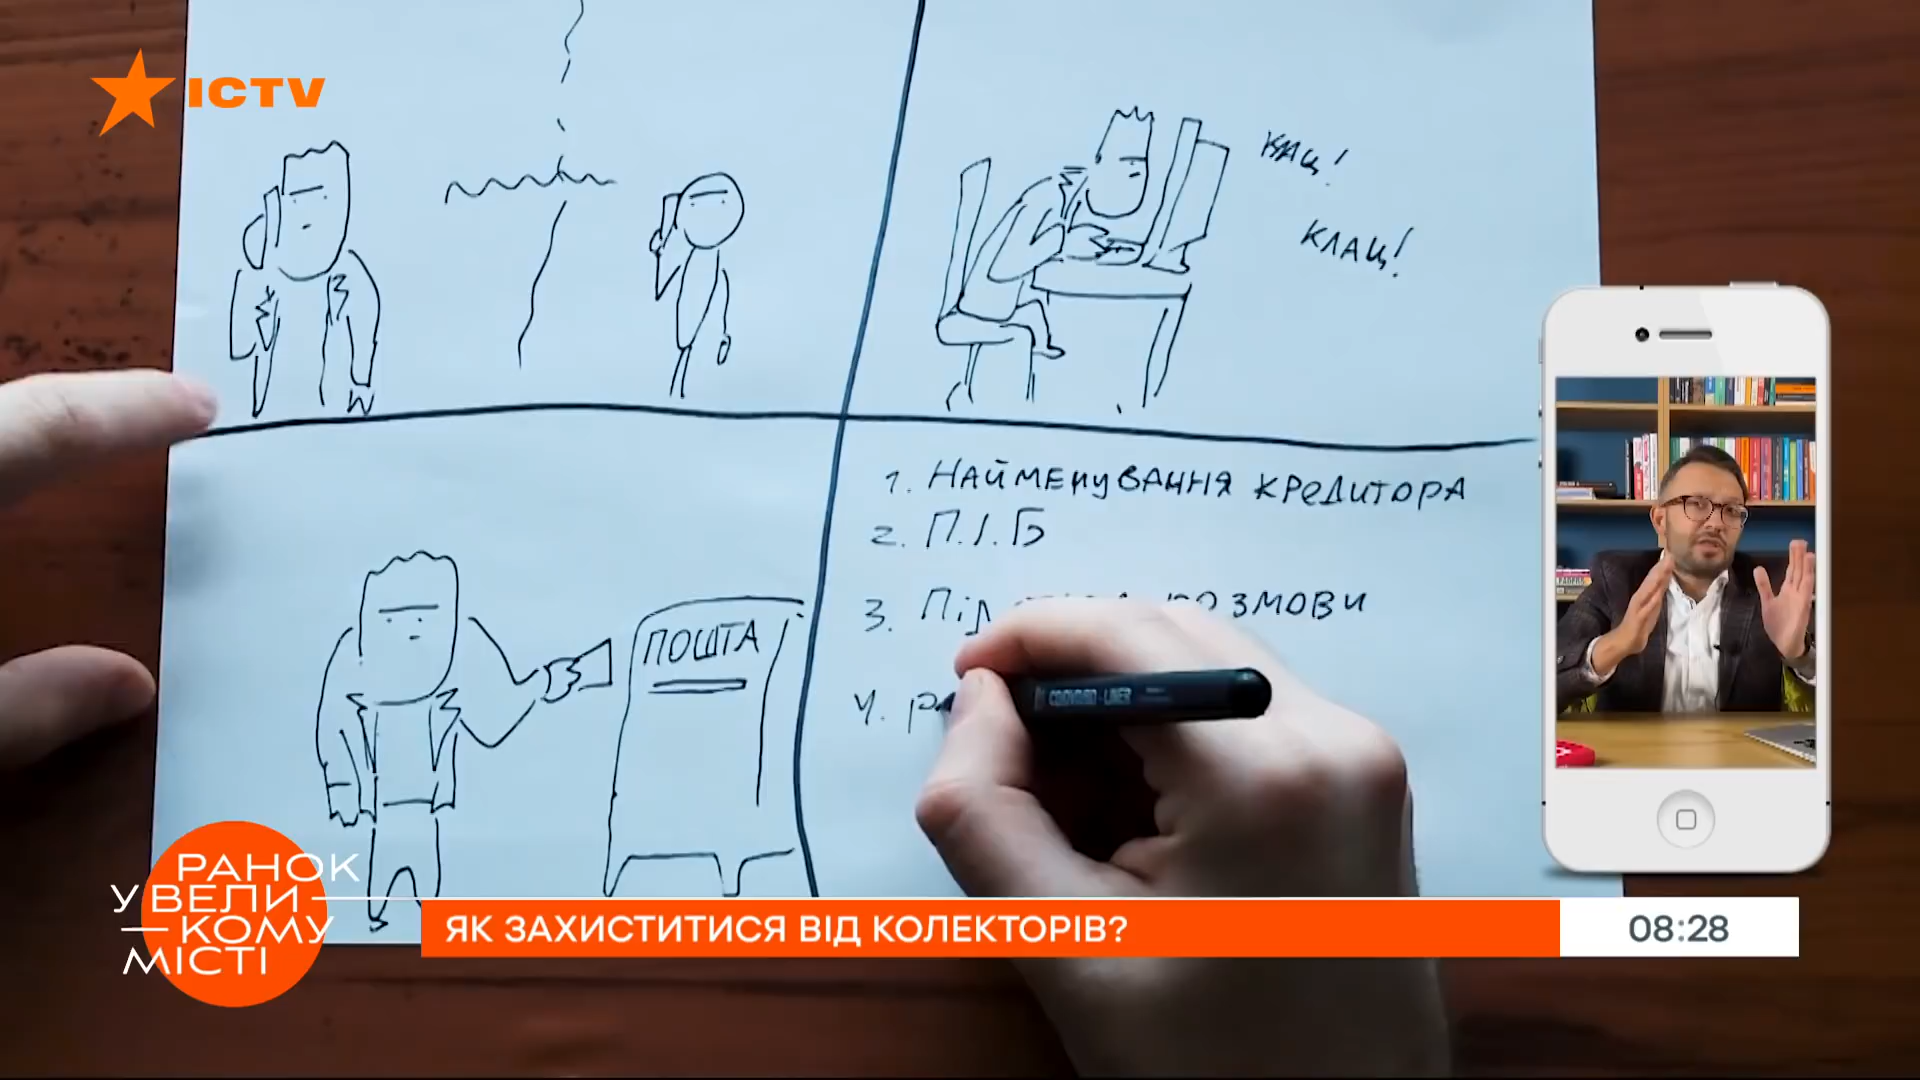 ICTV
КЛАЦ!
КЛАЦ!
1. НАЙМЕНУВАННЯ КРЕДИТОРА
2. П.І.Б
3. РОЗМОВИ
4.
ПОШТА
РАНОК
У ВЕЛИ
КОМУ
МІСТІ
ЯК ЗАХИСТИТИСЯ ВІД КОЛЕКТОРІВ?
08:28